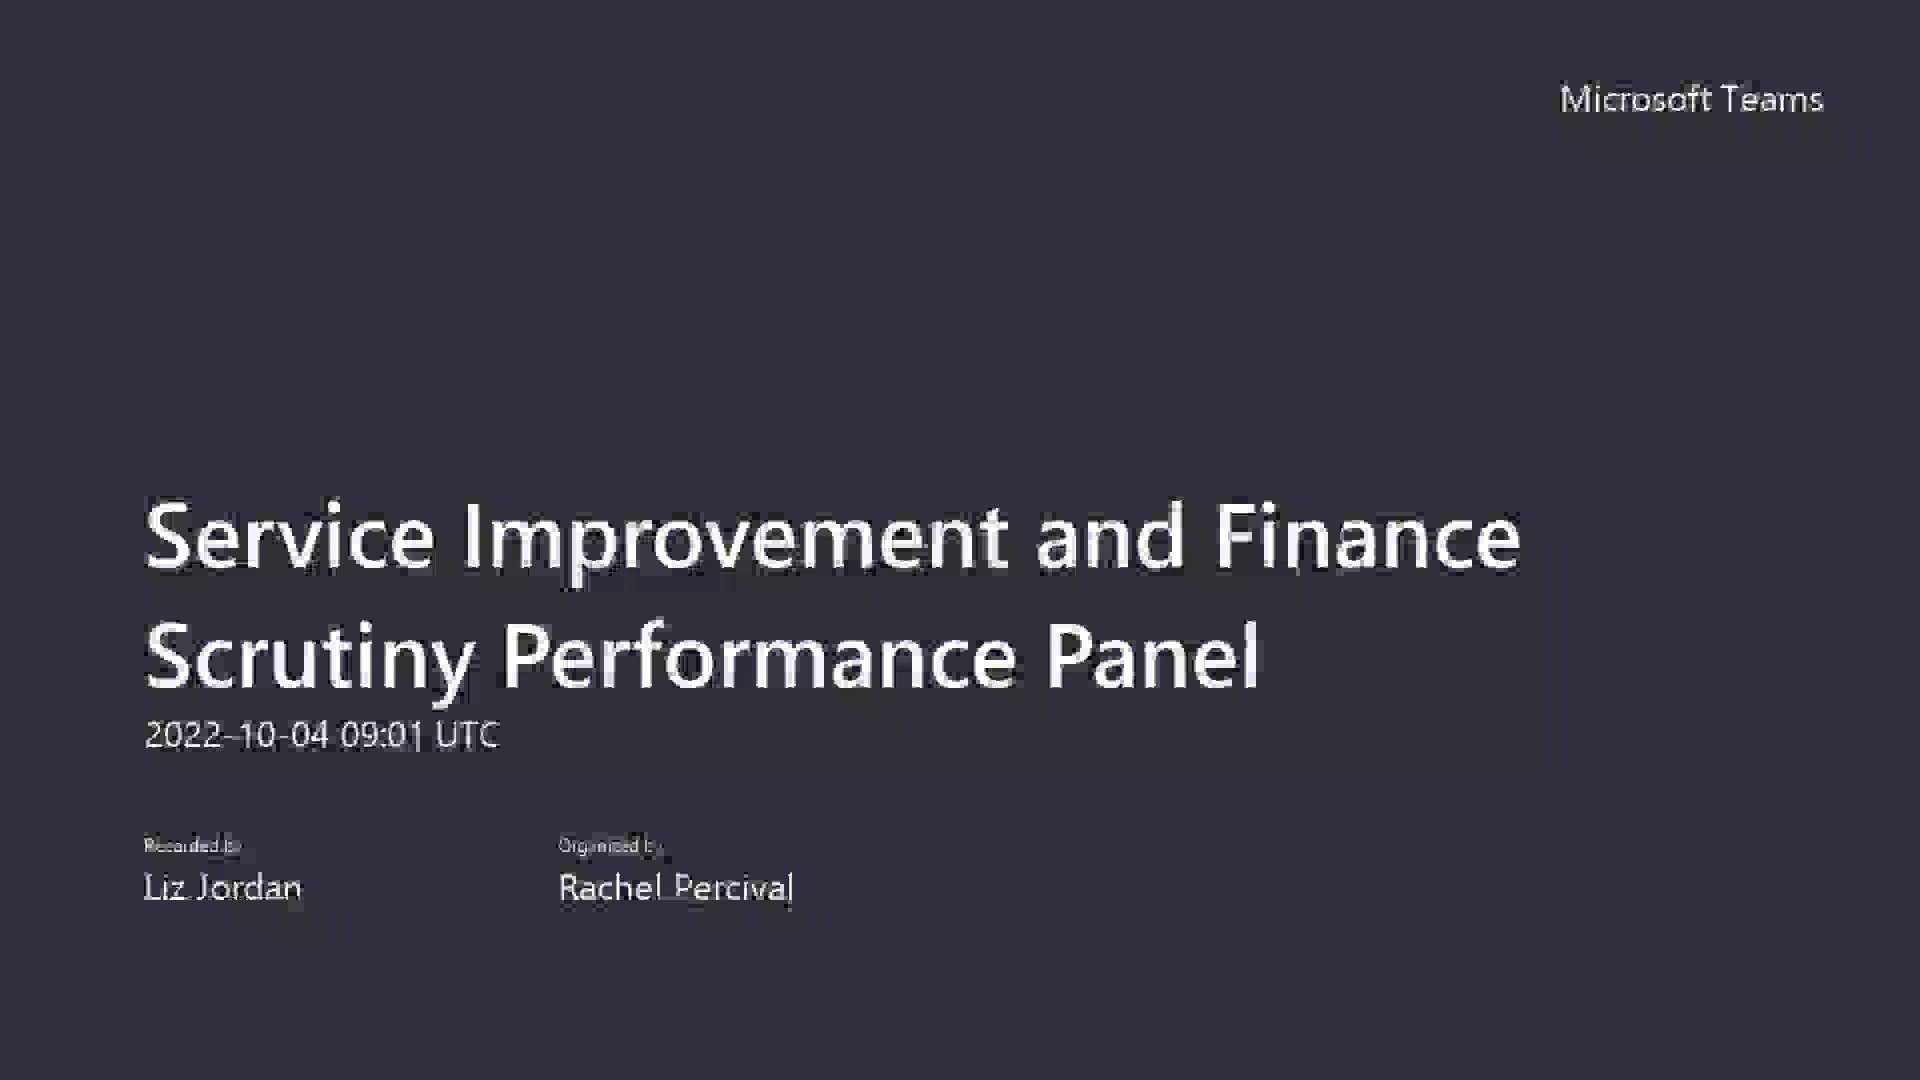 Microsoft Teams
Service Improvement and Finance
Scrutiny Performance Panel
2022-10-04 09:01 UTC
Recorded by
Organized by
Liz Jordan
Rachel Percival